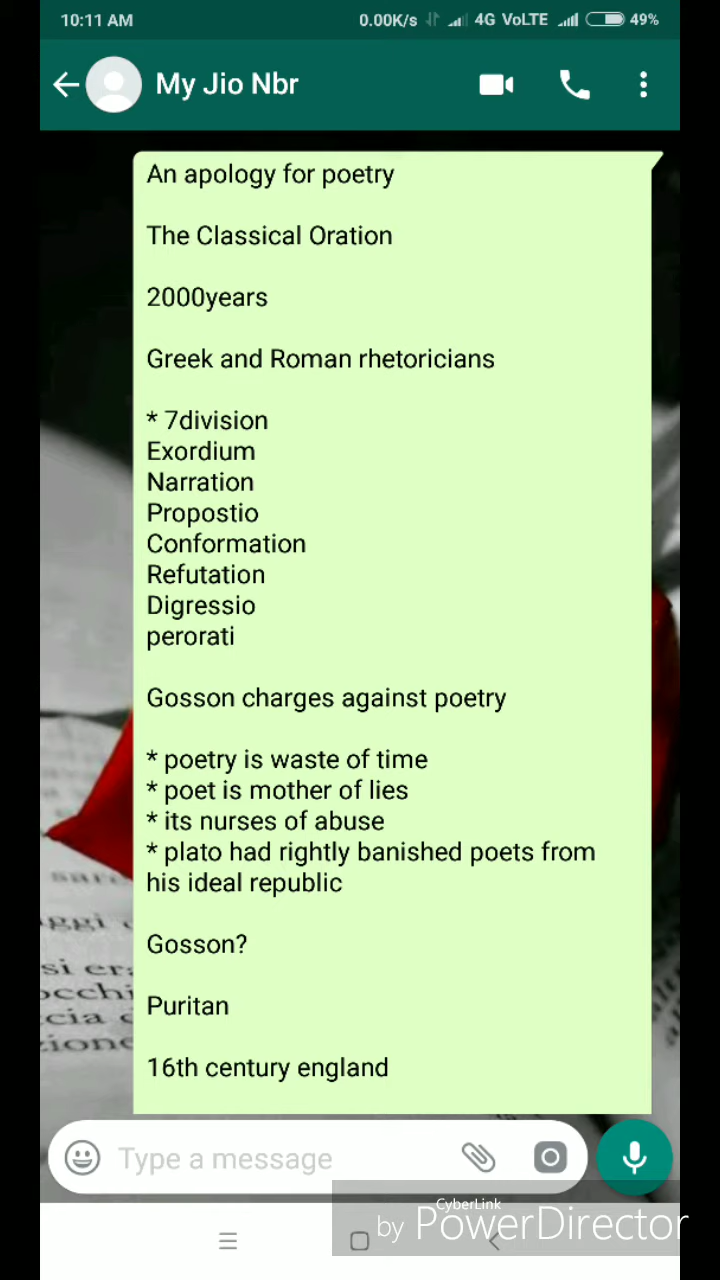 10:11 AM 0.00K/s 4G VoLTE 49%
My Jio Nbr
An apology for poetry
The Classical Oration
2000years
Greek and Roman rhetoricians
* 7division
Exordium
Narration
Propostio
Conformation
Refutation
Digressio
perorati
Gosson charges against poetry
* poetry is waste of time
* poet is mother of lies
* its nurses of abuse
* plato had rightly banished poets from
his ideal republic
Gosson?
Puritan
16th century england
Type a message
CyberLink
by PowerDirector